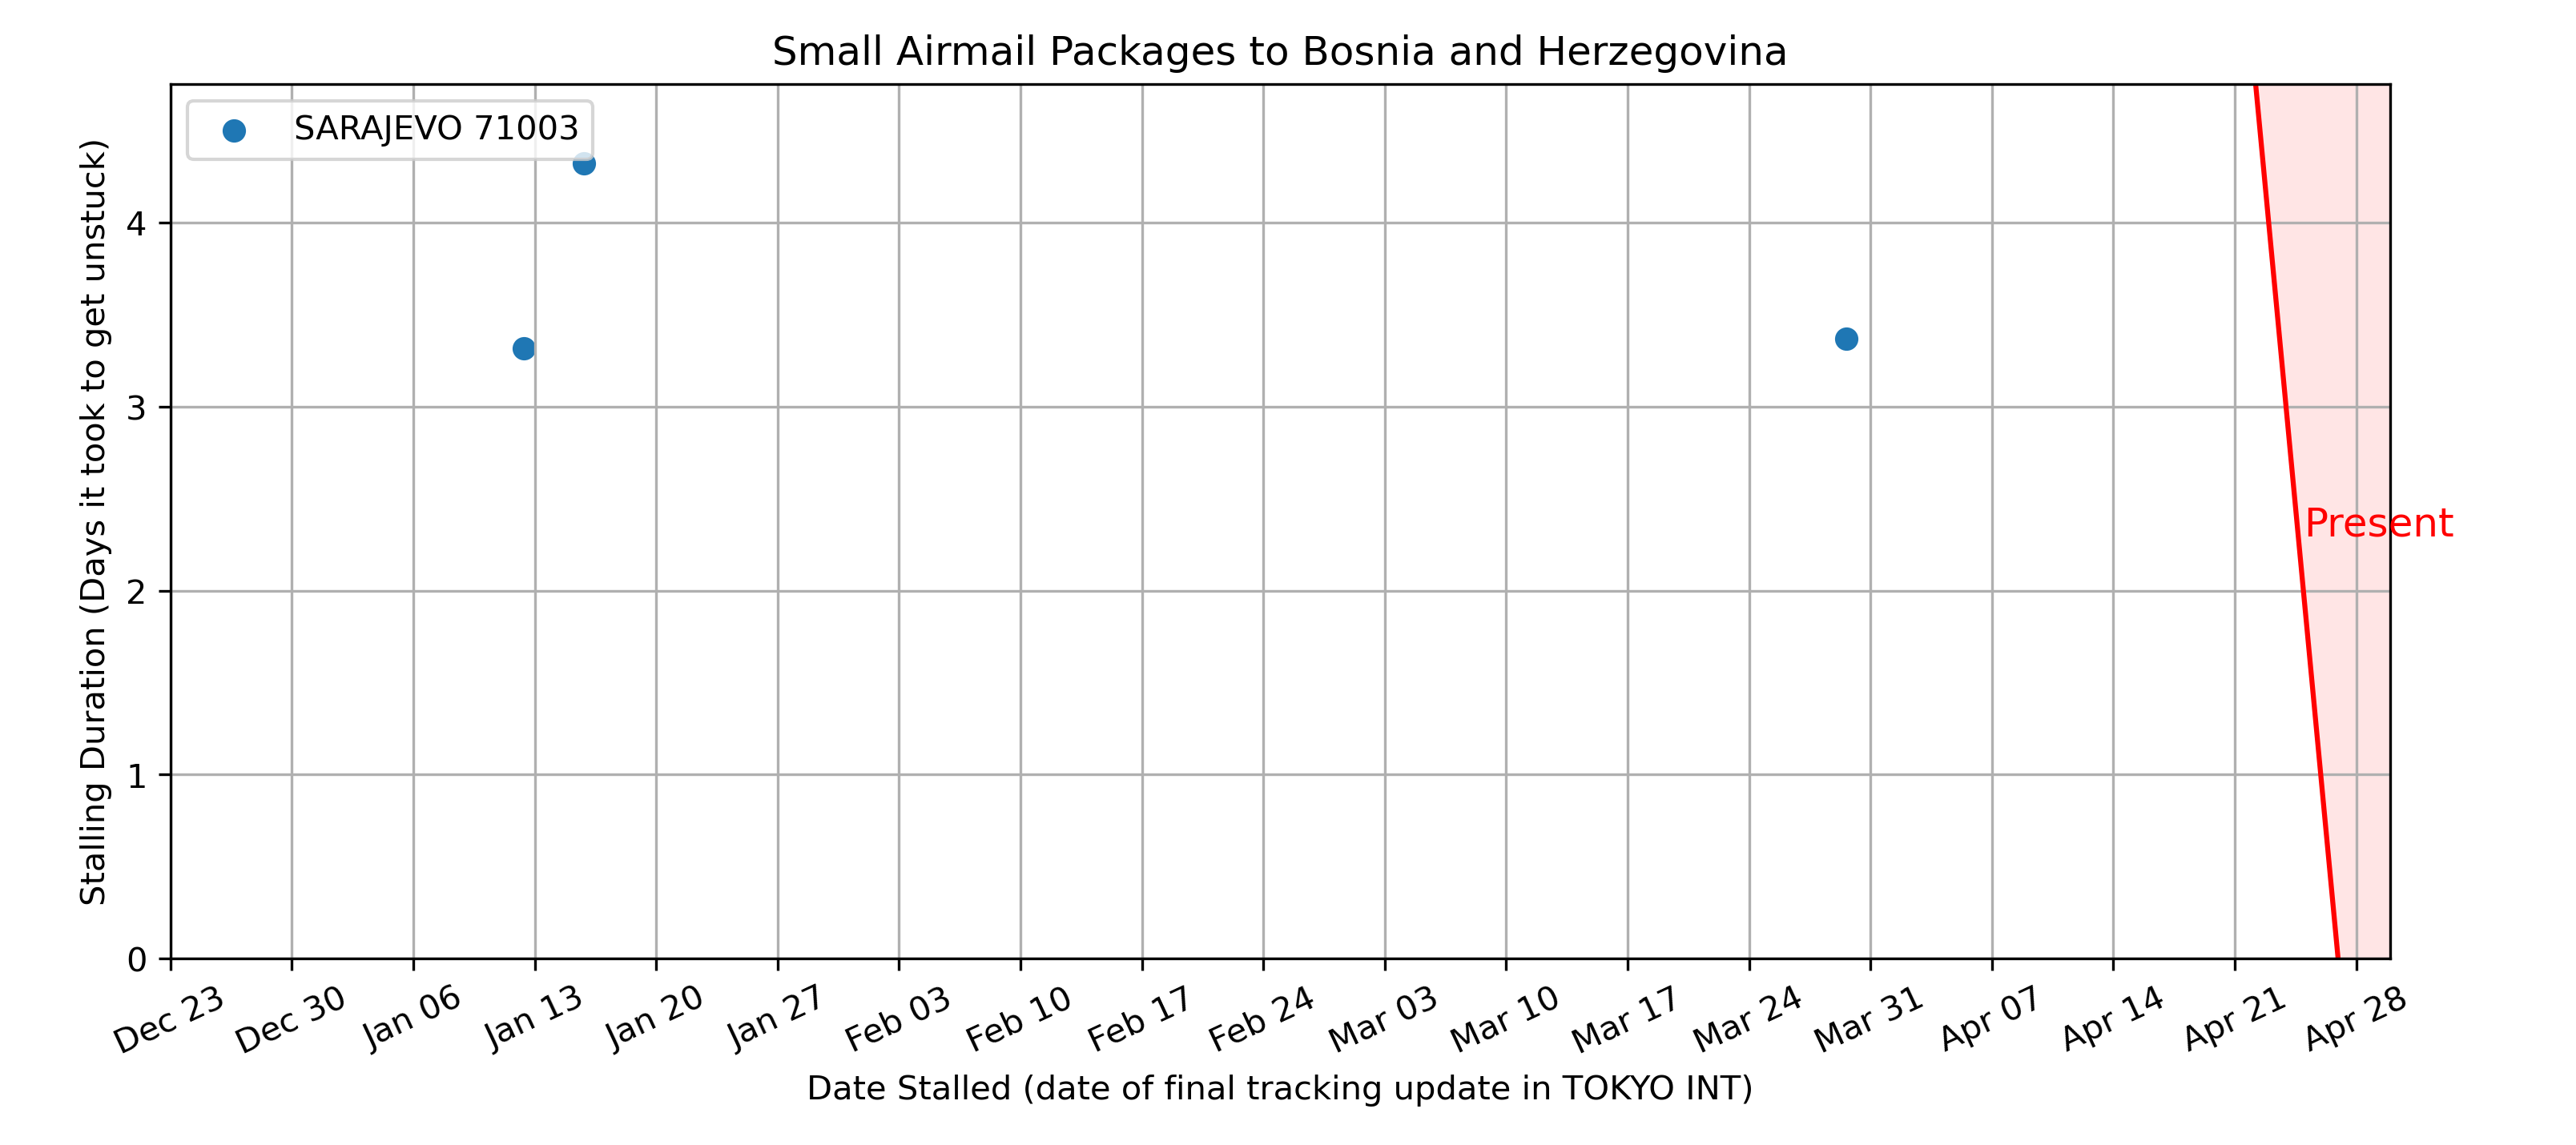 Small Airmail Packages to Bosnia and Herzegovina
SARAJEVO 71003
Stalling Duration (Days it took to get unstuck)
4
3
2
1
0
Present
Dec 23
Dec 30
Jan 06
Jan 13
Jan 20
Jan 27
Feb 03
Feb 10
Feb 17
Feb 24
Mar 03
Mar 10
Mar 17
Mar 24
Mar 31
Apr 07
Apr 14
Apr 21
Apr 28
Date Stalled (date of final tracking update in TOKYO INT)